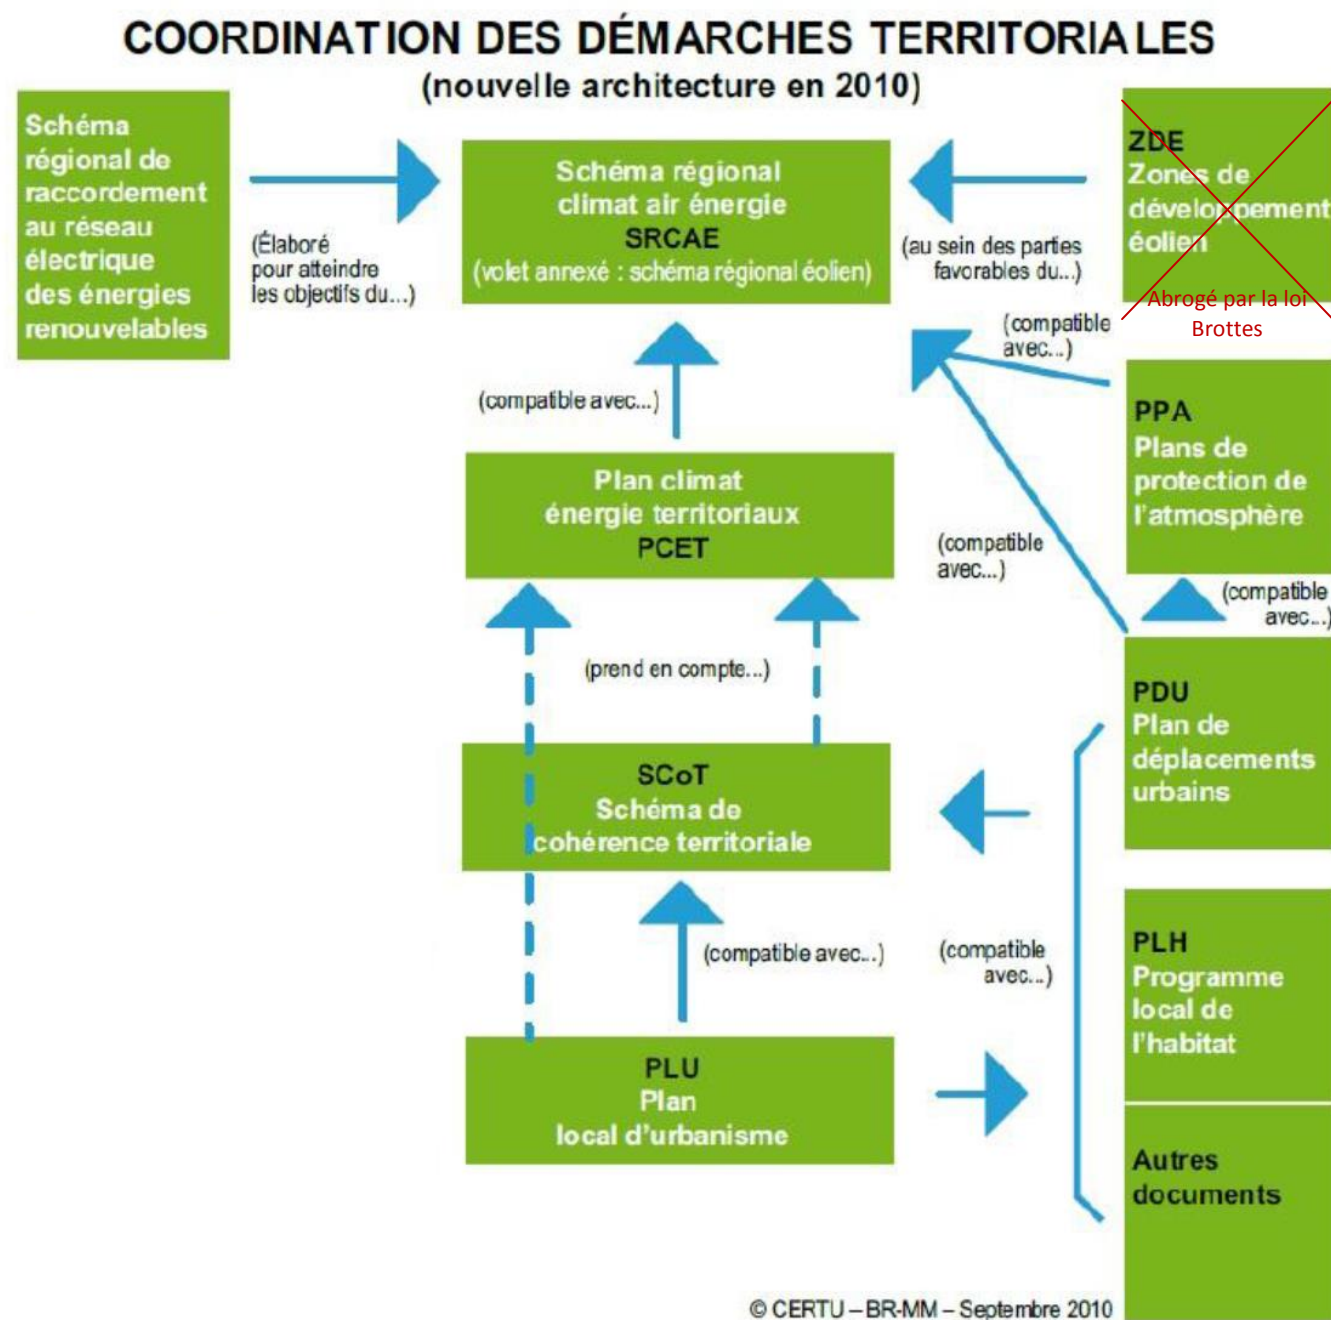 COORDINATION DES DÉMARCHES TERRITORIALES
(nouvelle architecture en 2010)
Schéma
régional de
raccordement
au réseau
électrique
des énergies
renouvelables
(Élaboré
pour atteindre
les objectifs du...)
Schéma régional
climat air énergie
SRCAE
(volet annexé : schéma régional éolien)
(au sein des parties
favorables du...)
ZDE
Zones de
développement
éolien
Abrogé par la loi
Brottes
(compatible
avec...)
(compatible avec...)
PPA
Plans de
protection de
l'atmosphère
Plan climat
énergie territoriaux
PCET
(compatible
avec...)
(compatible
avec...)
(prend en compte...)
PDU
Plan de
déplacements
urbains
SCoT
Schéma de
cohérence territoriale
(compatible avec...)
(compatible
avec...)
PLH
Programme
local de
l'habitat
PLU
Plan
local d'urbanisme
Autres
documents
© CERTU – BR-MM – Septembre 2010